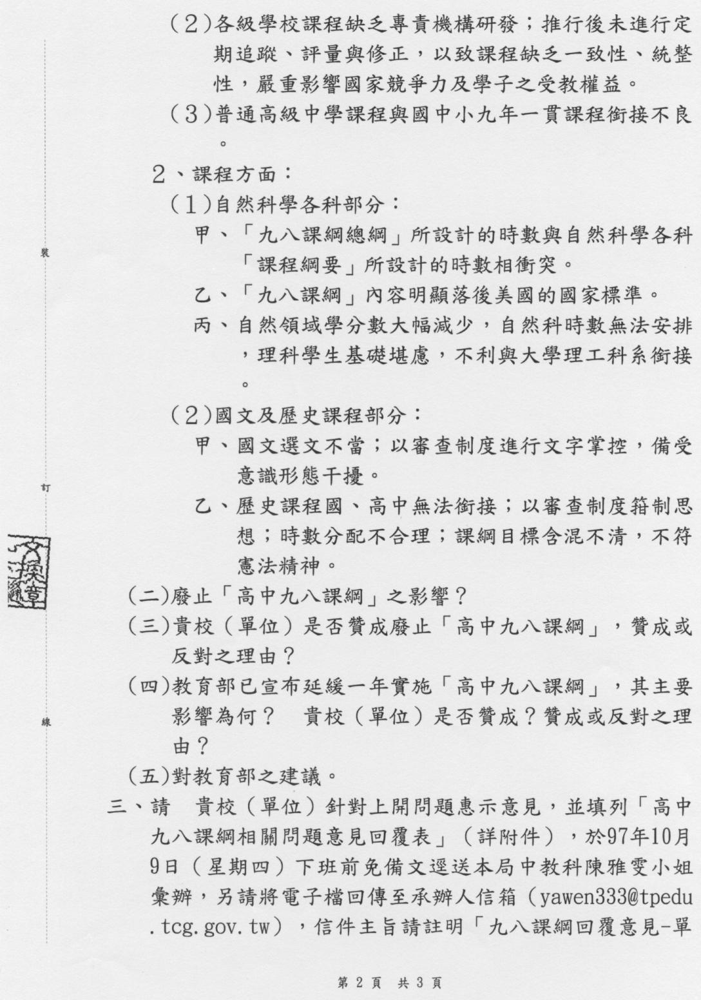 (2)各級學校課程缺乏專責機構研發；推行後未進行定
期追蹤、評量與修正，以致課程缺乏一致性、統整
性，嚴重影響國家競爭力及學子之受教權益。
(3)普通高級中學課程與國中小九年一貫課程銜接不良
。
2、課程方面：
(1)自然科學各科部分：
甲、「九八課綱總綱」所設計的時數與自然科學各科
「課程綱要」所設計的時數相衝突。
乙、「九八課綱」內容明顯落後美國的國家標準。
丙、自然領域學分數大幅減少，自然科時數無法安排
，理科學生基礎堪慮，不利與大學理工科系銜接
。
(2)國文及歷史課程部分：
甲、國文選文不當；以審查制度進行文字掌控，備受
意識形態干擾。
乙、歷史課程國、高中無法銜接；以審查制度箝制思
想；時數分配不合理；課綱目標含混不清，不符
憲法精神。
(二)廢止「高中九八課綱」之影響？
(三)貴校（單位）是否贊成廢止「高中九八課綱」，贊成或
反對之理由？
(四)教育部已宣布延緩一年實施「高中九八課綱」，其主要
影響為何？　貴校（單位）是否贊成？贊成或反對之理
由？
(五)對教育部之建議。
三、請　貴校（單位）針對上開問題惠示意見，並填列「高中
九八課綱相關問題意見回覆表」（詳附件），於97年10月
9日（星期四）下班前免備文逕送本局中教科陳雅雯小姐
彙辦，另請將電子檔回傳至承辦人信箱（yawen333@tpedu
.tcg.gov.tw），信件主旨請註明「九八課綱回覆意見-單
裝
訂
線
第 2 頁　共 3 頁